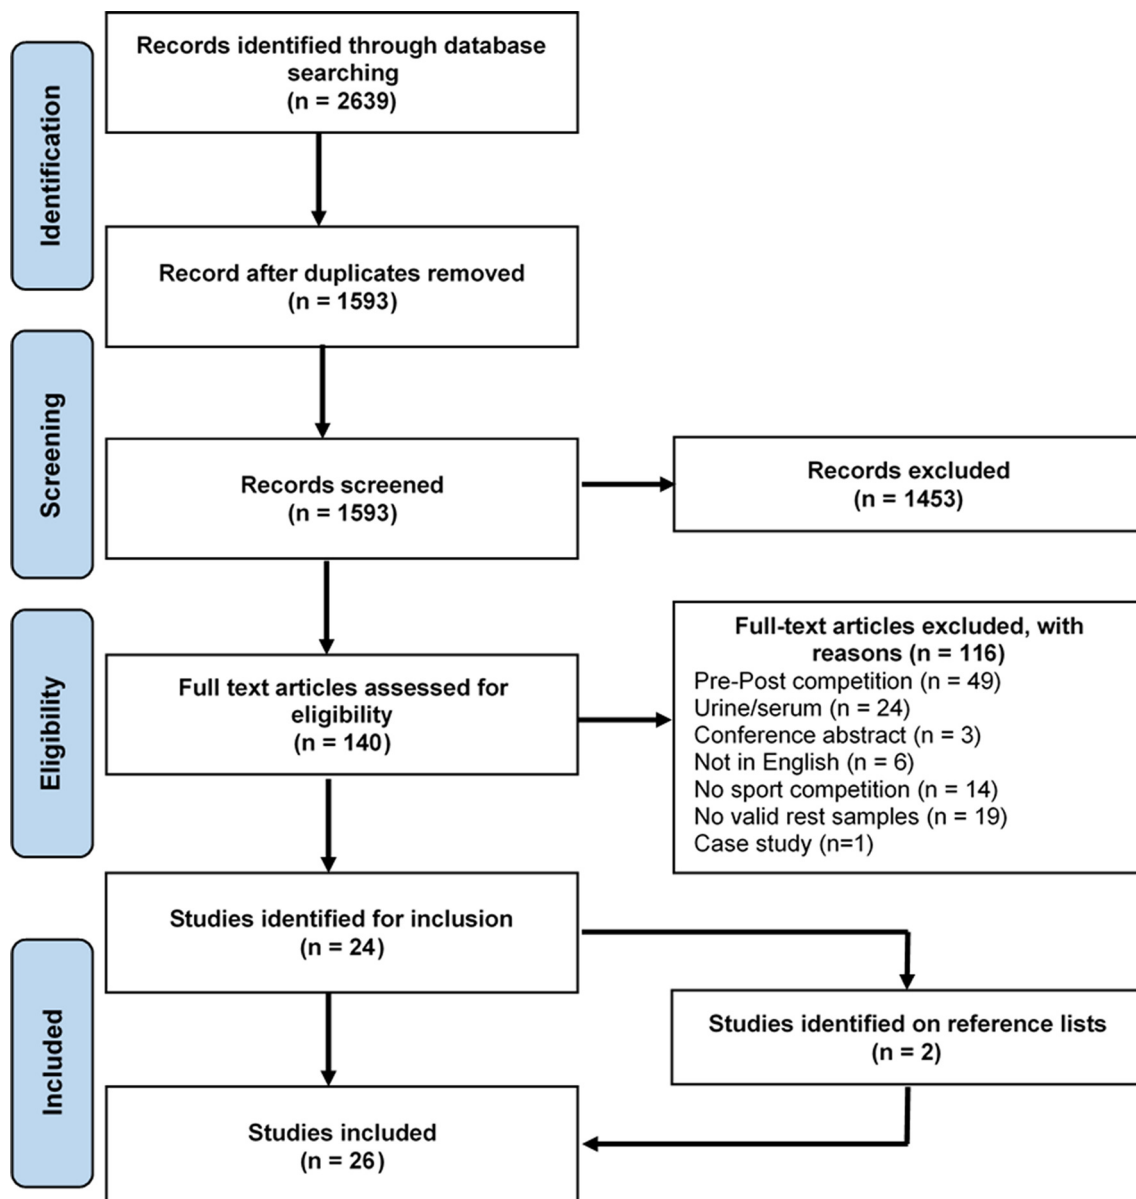 Identification
Records identified through database
searching
(n = 2639)
Record after duplicates removed
(n = 1593)
Screening
Records screened
(n = 1593)
Records excluded
(n = 1453)
Eligibility
Full text articles assessed for
eligibility
(n = 140)
Full-text articles excluded, with
reasons (n = 116)
Pre-Post competition (n = 49)
Urine/serum (n = 24)
Conference abstract (n = 3)
Not in English (n = 6)
No sport competition (n = 14)
No valid rest samples (n = 19)
Case study (n=1)
Included
Studies identified for inclusion
(n = 24)
Studies identified on reference lists
(n = 2)
Studies included
(n = 26)